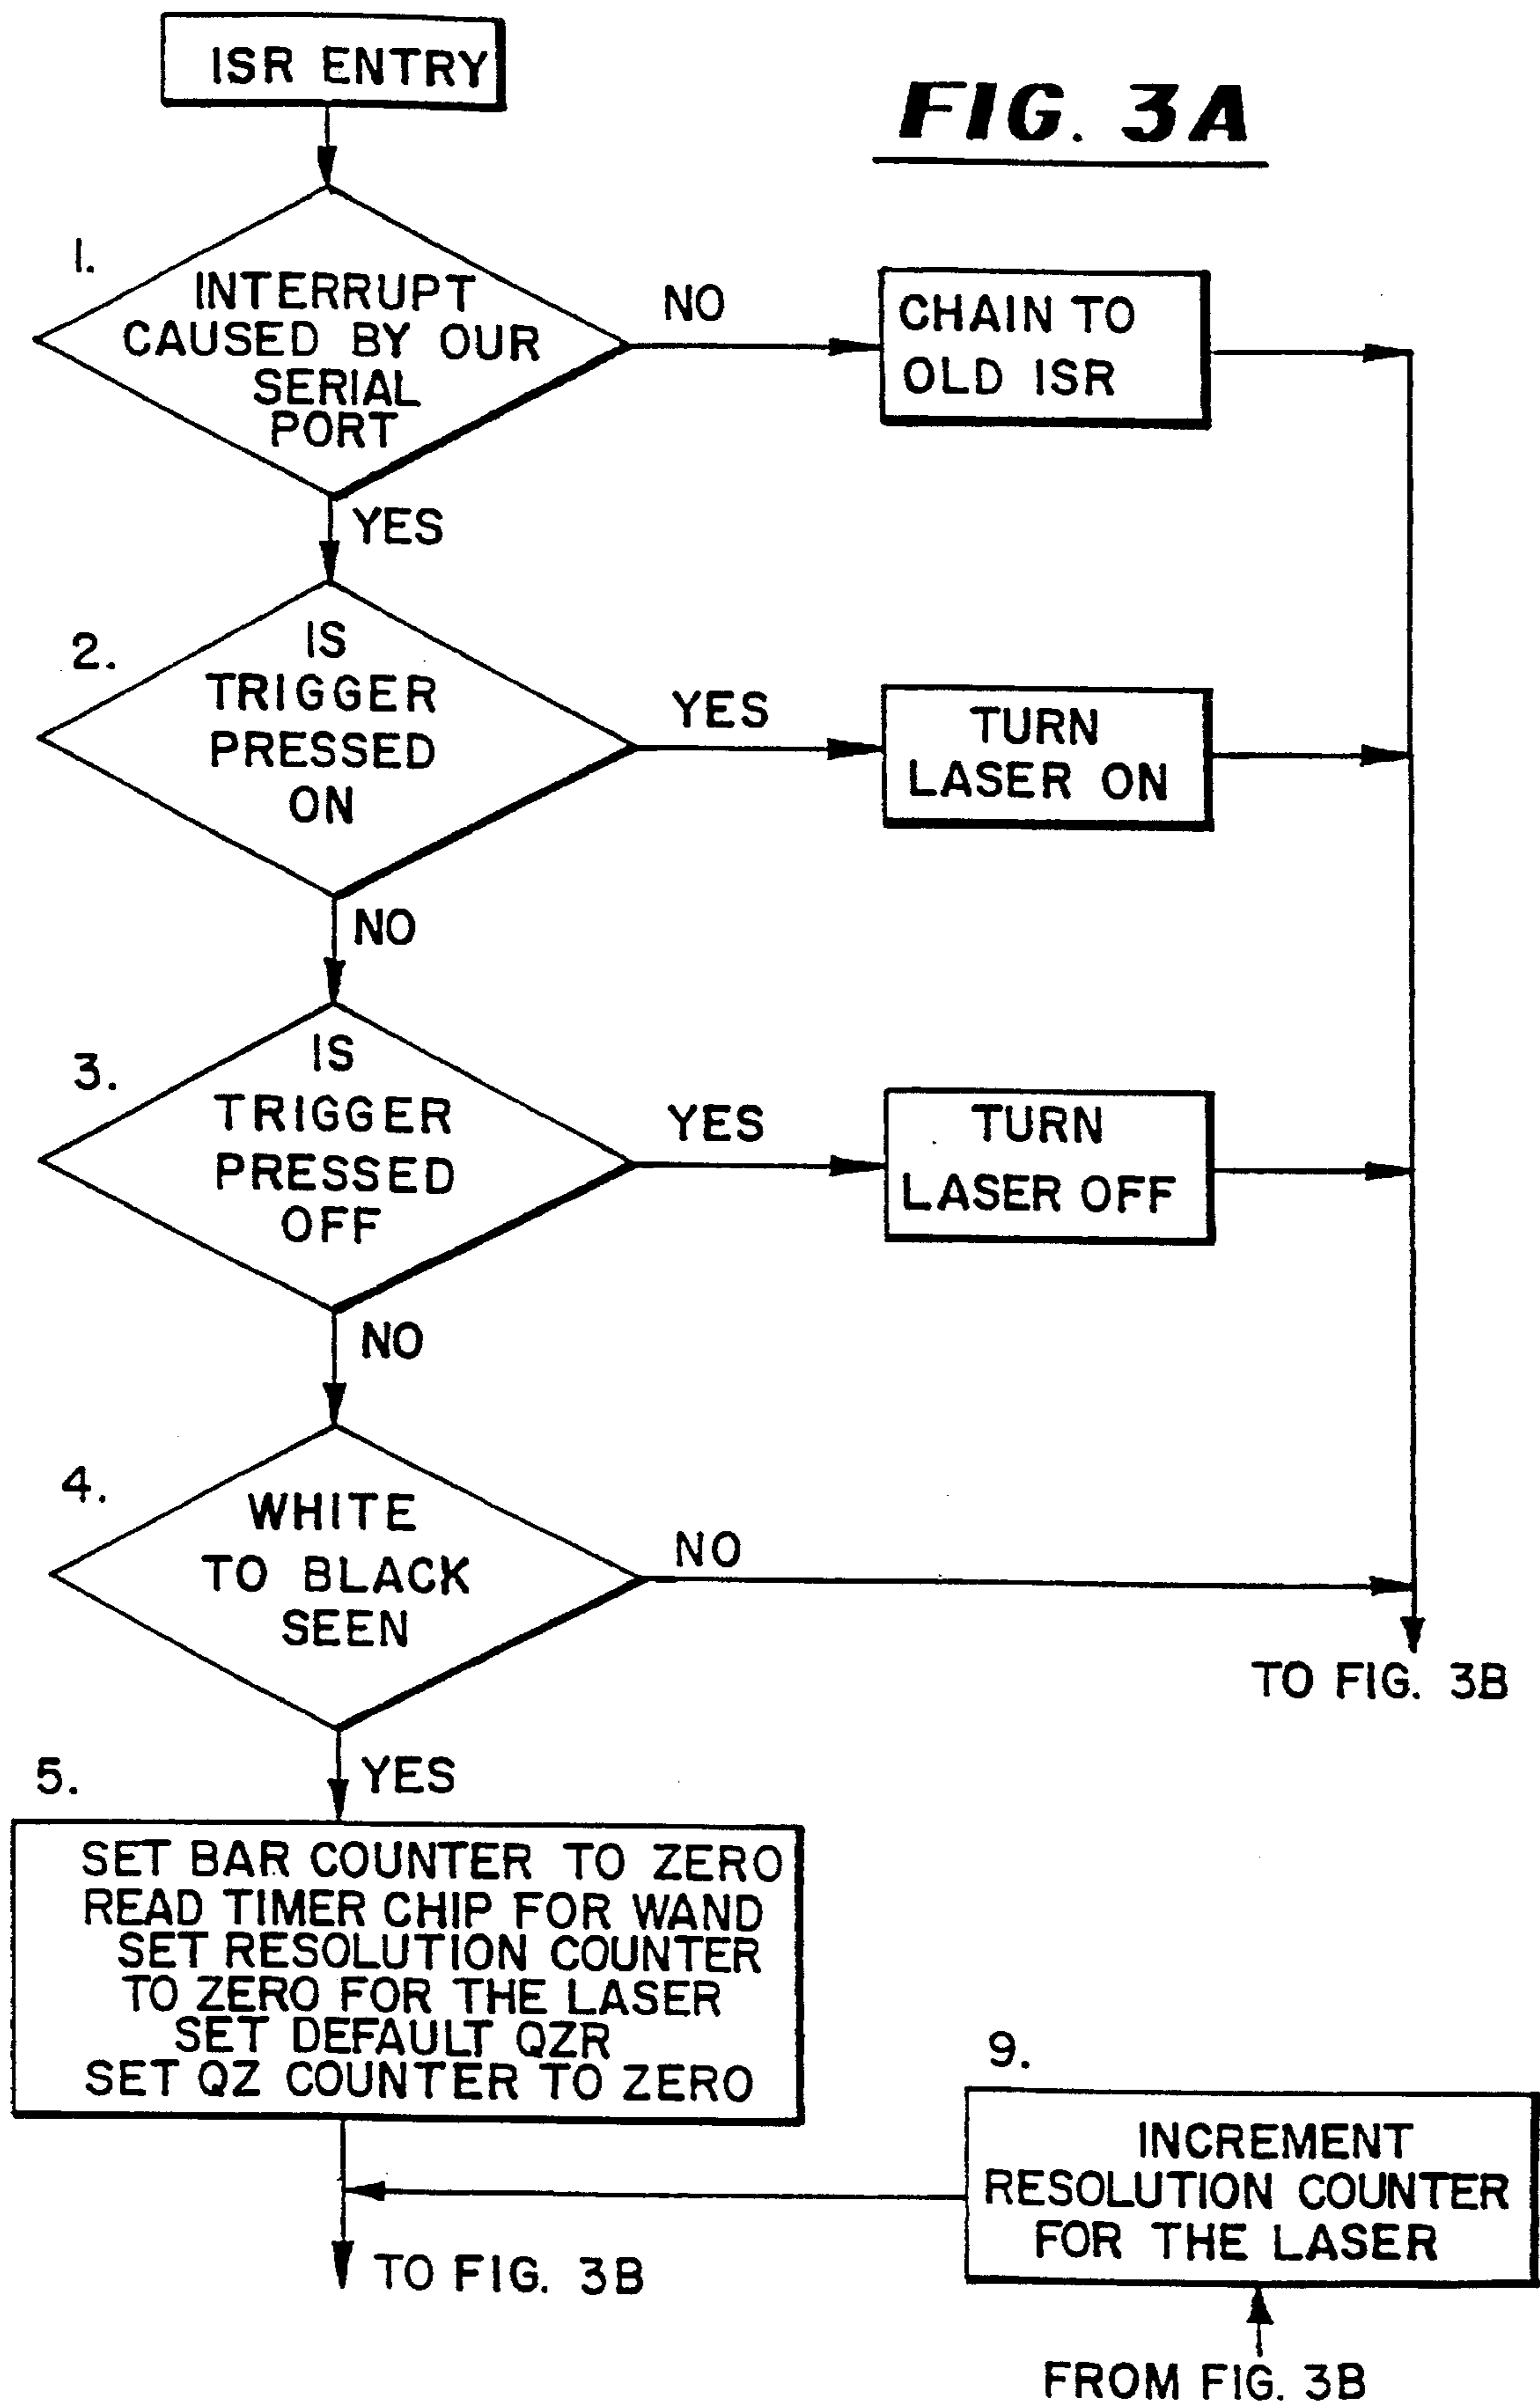 ISR ENTRY
FIG. 3A
1.
INTERRUPT
CAUSED BY OUR
SERIAL
PORT
NO
CHAIN TO
OLD ISR
YES
2.
IS
TRIGGER
PRESSED
ON
YES
TURN
LASER ON
NO
3.
IS
TRIGGER
PRESSED
OFF
YES
TURN
LASER OFF
NO
4.
WHITE
TO BLACK
SEEN
NO
TO FIG. 3B
YES
5.
SET BAR COUNTER TO ZERO
READ TIMER CHIP FOR WAND
SET RESOLUTION COUNTER
TO ZERO FOR THE LASER
SET DEFAULT QZR
SET QZ COUNTER TO ZERO
9.
INCREMENT
RESOLUTION COUNTER
FOR THE LASER
TO FIG. 3B
FROM FIG. 3B